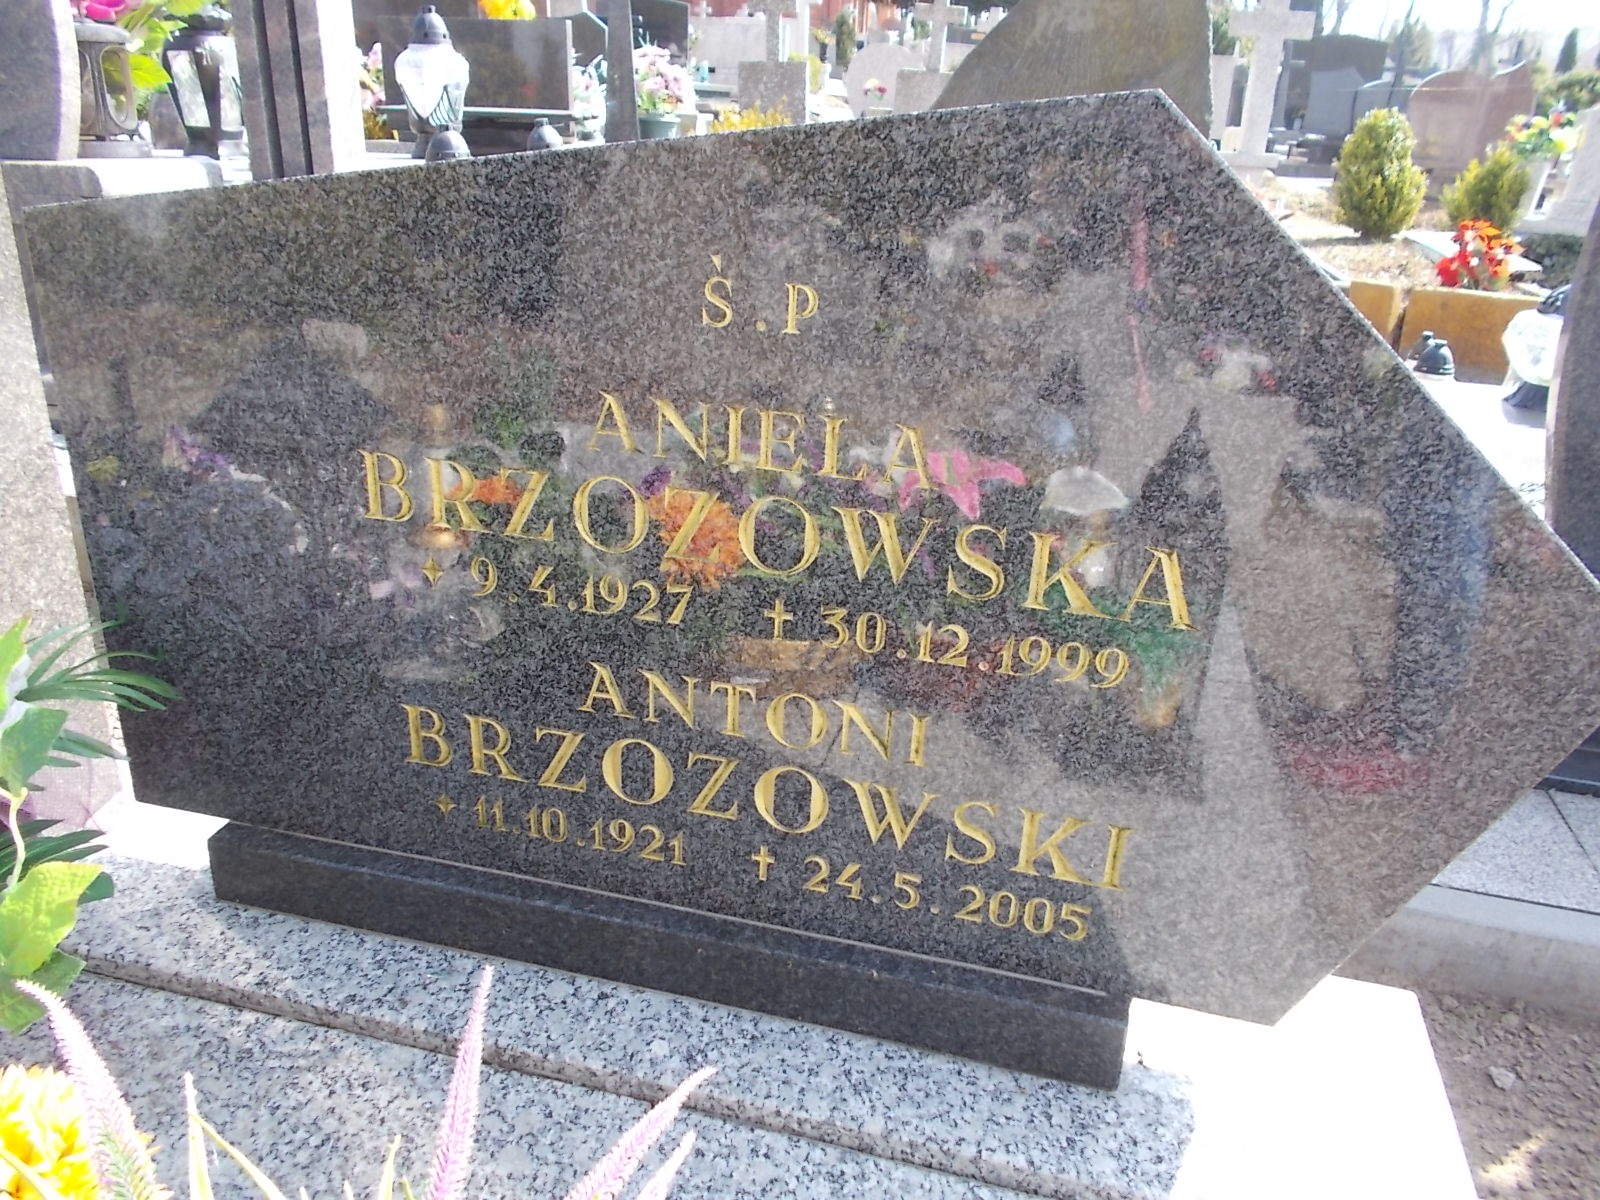 Ś.P
ANIELA
BRZOZOWSKA
✦ 9.4.1927 ✝ 30.12.1999
ANTONI
BRZOZOWSKI
✦ 11.10.1921 ✝ 24.5.2005